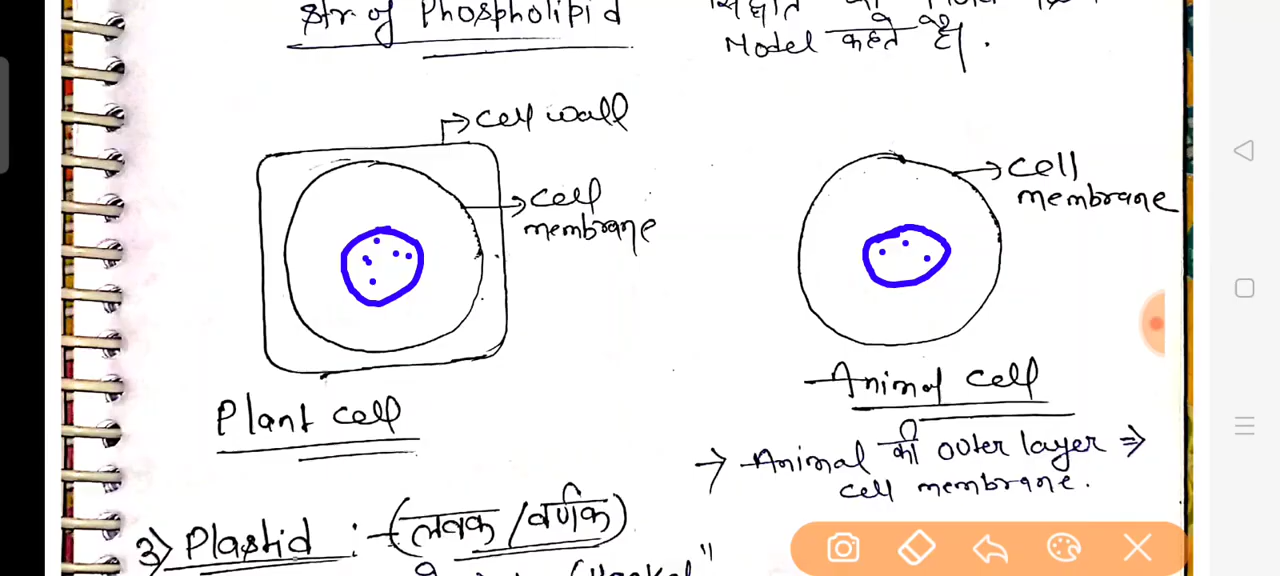 Str of Phospholipid
Model कहते हैं।
cell wall
cell
membrane
cell
membrane
Plant cell
Animal cell
→ Animal की outer layer ⇒
cell membrane.
3) Plastid :- (लवक / वर्णक)
(Haeckel"